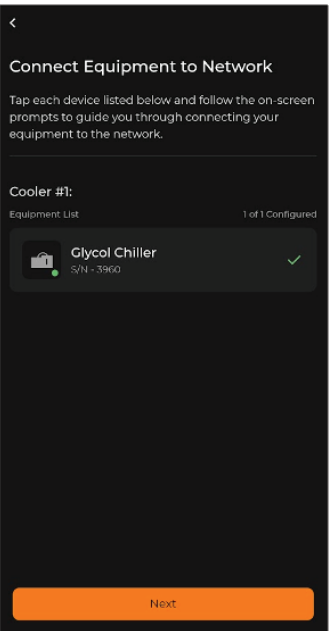 Connect Equipment to Network
Tap each device listed below and follow the on-screen
prompts to guide you through connecting your
equipment to the network.
Cooler #1:
Equipment List
1 of 1 Configured
Glycol Chiller
S/N - 3960
Next